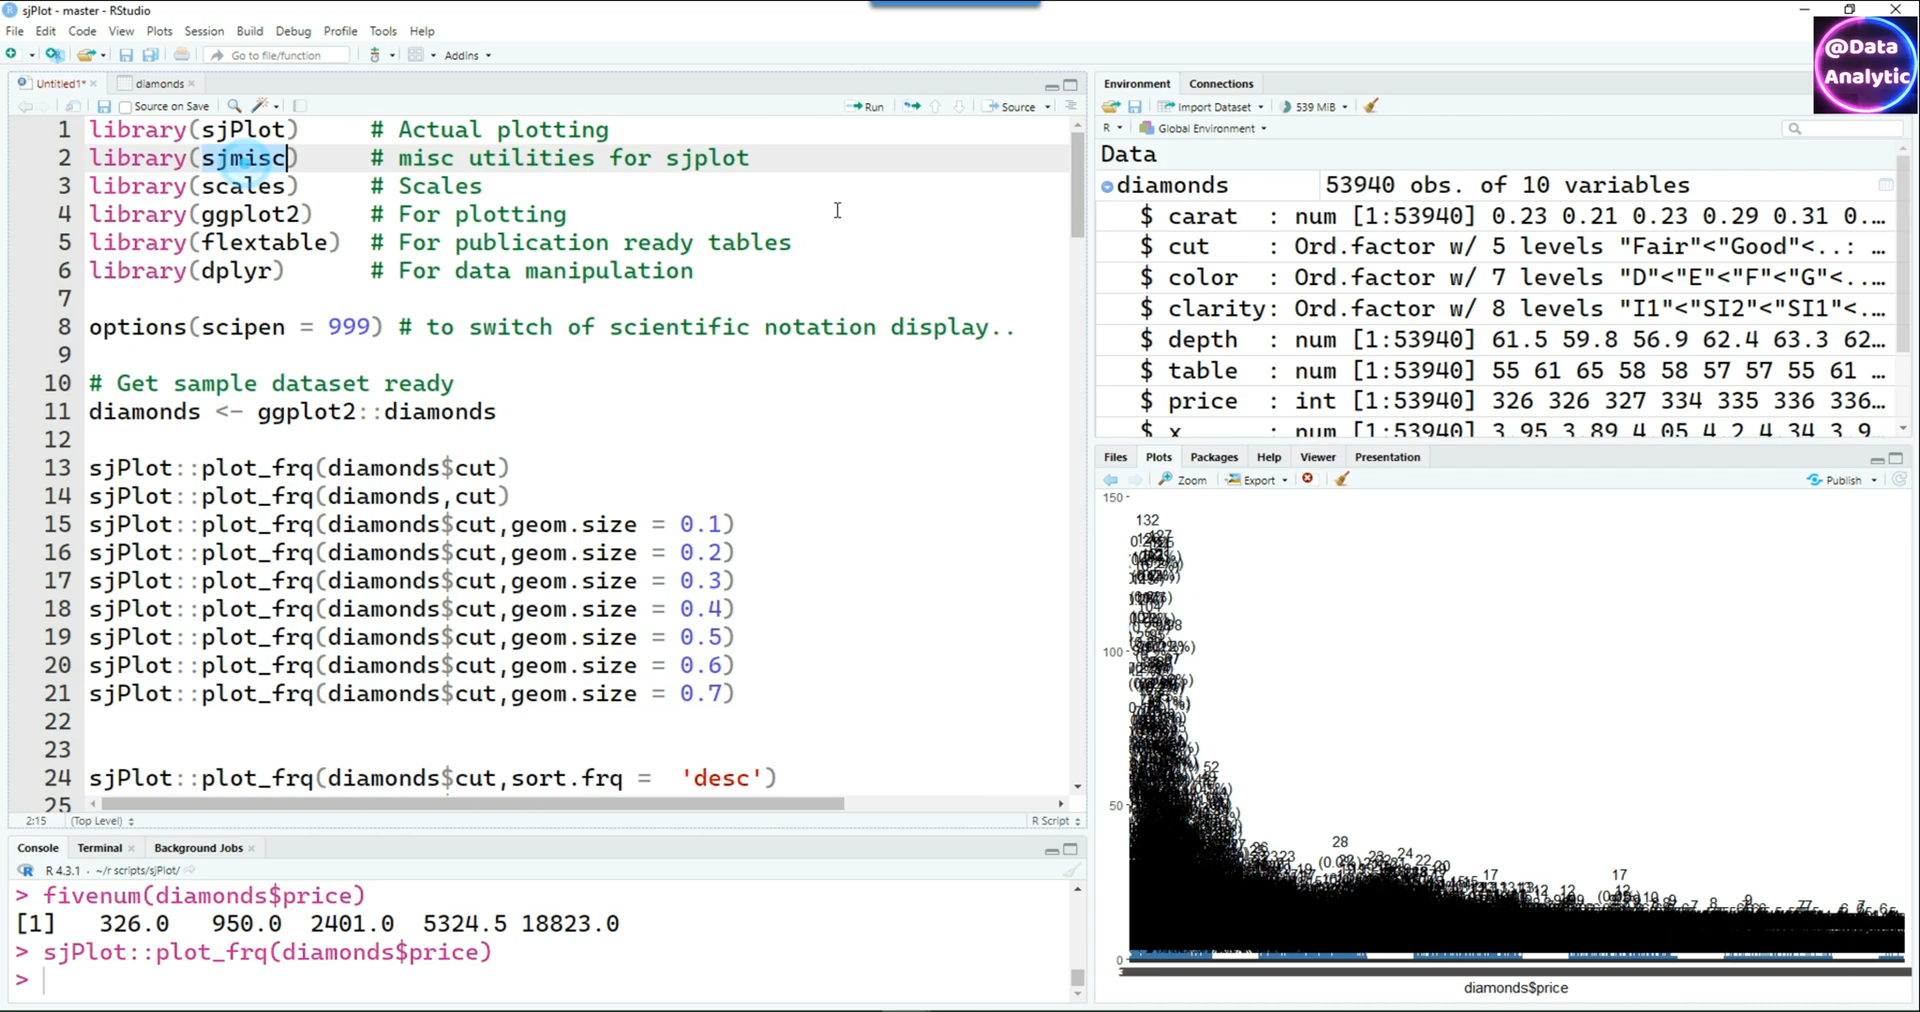 sjPlot - master - RStudio
File Edit Code View Plots Session Build Debug Profile Tools Help
@Data
Analytic
Go to file/function
Addins
Untitled1*
diamonds
Source on Save
Run
Source
1 library(sjPlot) # Actual plotting
2 library(sjmisc) # misc utilities for sjplot
3 library(scales) # Scales
4 library(ggplot2) # For plotting
5 library(flextable) # For publication ready tables
6 library(dplyr) # For data manipulation
7
8 options(scipen = 999) # to switch of scientific notation display..
9
10 # Get sample dataset ready
11 diamonds <- ggplot2::diamonds
12
13 sjPlot::plot_frq(diamonds$cut)
14 sjPlot::plot_frq(diamonds,cut)
15 sjPlot::plot_frq(diamonds$cut,geom.size = 0.1)
16 sjPlot::plot_frq(diamonds$cut,geom.size = 0.2)
17 sjPlot::plot_frq(diamonds$cut,geom.size = 0.3)
18 sjPlot::plot_frq(diamonds$cut,geom.size = 0.4)
19 sjPlot::plot_frq(diamonds$cut,geom.size = 0.5)
20 sjPlot::plot_frq(diamonds$cut,geom.size = 0.6)
21 sjPlot::plot_frq(diamonds$cut,geom.size = 0.7)
22
23
24 sjPlot::plot_frq(diamonds$cut,sort.frq = 'desc')
25
2:15 (Top Level) R Script
Console Terminal Background Jobs
R 4.3.1 · ~/r scripts/sjPlot/
> fivenum(diamonds$price)
[1] 326.0 950.0 2401.0 5324.5 18823.0
> sjPlot::plot_frq(diamonds$price)
>
Environment Connections
Import Dataset 539 MiB
R Global Environment
Data
diamonds 53940 obs. of 10 variables
$ carat : num [1:53940] 0.23 0.21 0.23 0.29 0.31 0.…
$ cut : Ord.factor w/ 5 levels "Fair"<"Good"<..: …
$ color : Ord.factor w/ 7 levels "D"<"E"<"F"<"G"<..…
$ clarity: Ord.factor w/ 8 levels "I1"<"SI2"<"SI1"<.…
$ depth : num [1:53940] 61.5 59.8 56.9 62.4 63.3 62…
$ table : num [1:53940] 55 61 65 58 58 57 57 55 61 …
$ price : int [1:53940] 326 326 327 334 335 336 336…
$ x : num [1:53940] 3.95 3.89 4.05 4.2 4.34 3.9…
Files Plots Packages Help Viewer Presentation
Zoom Export Publish
150
132
100
52
50
28
24
17
17
0
diamonds$price